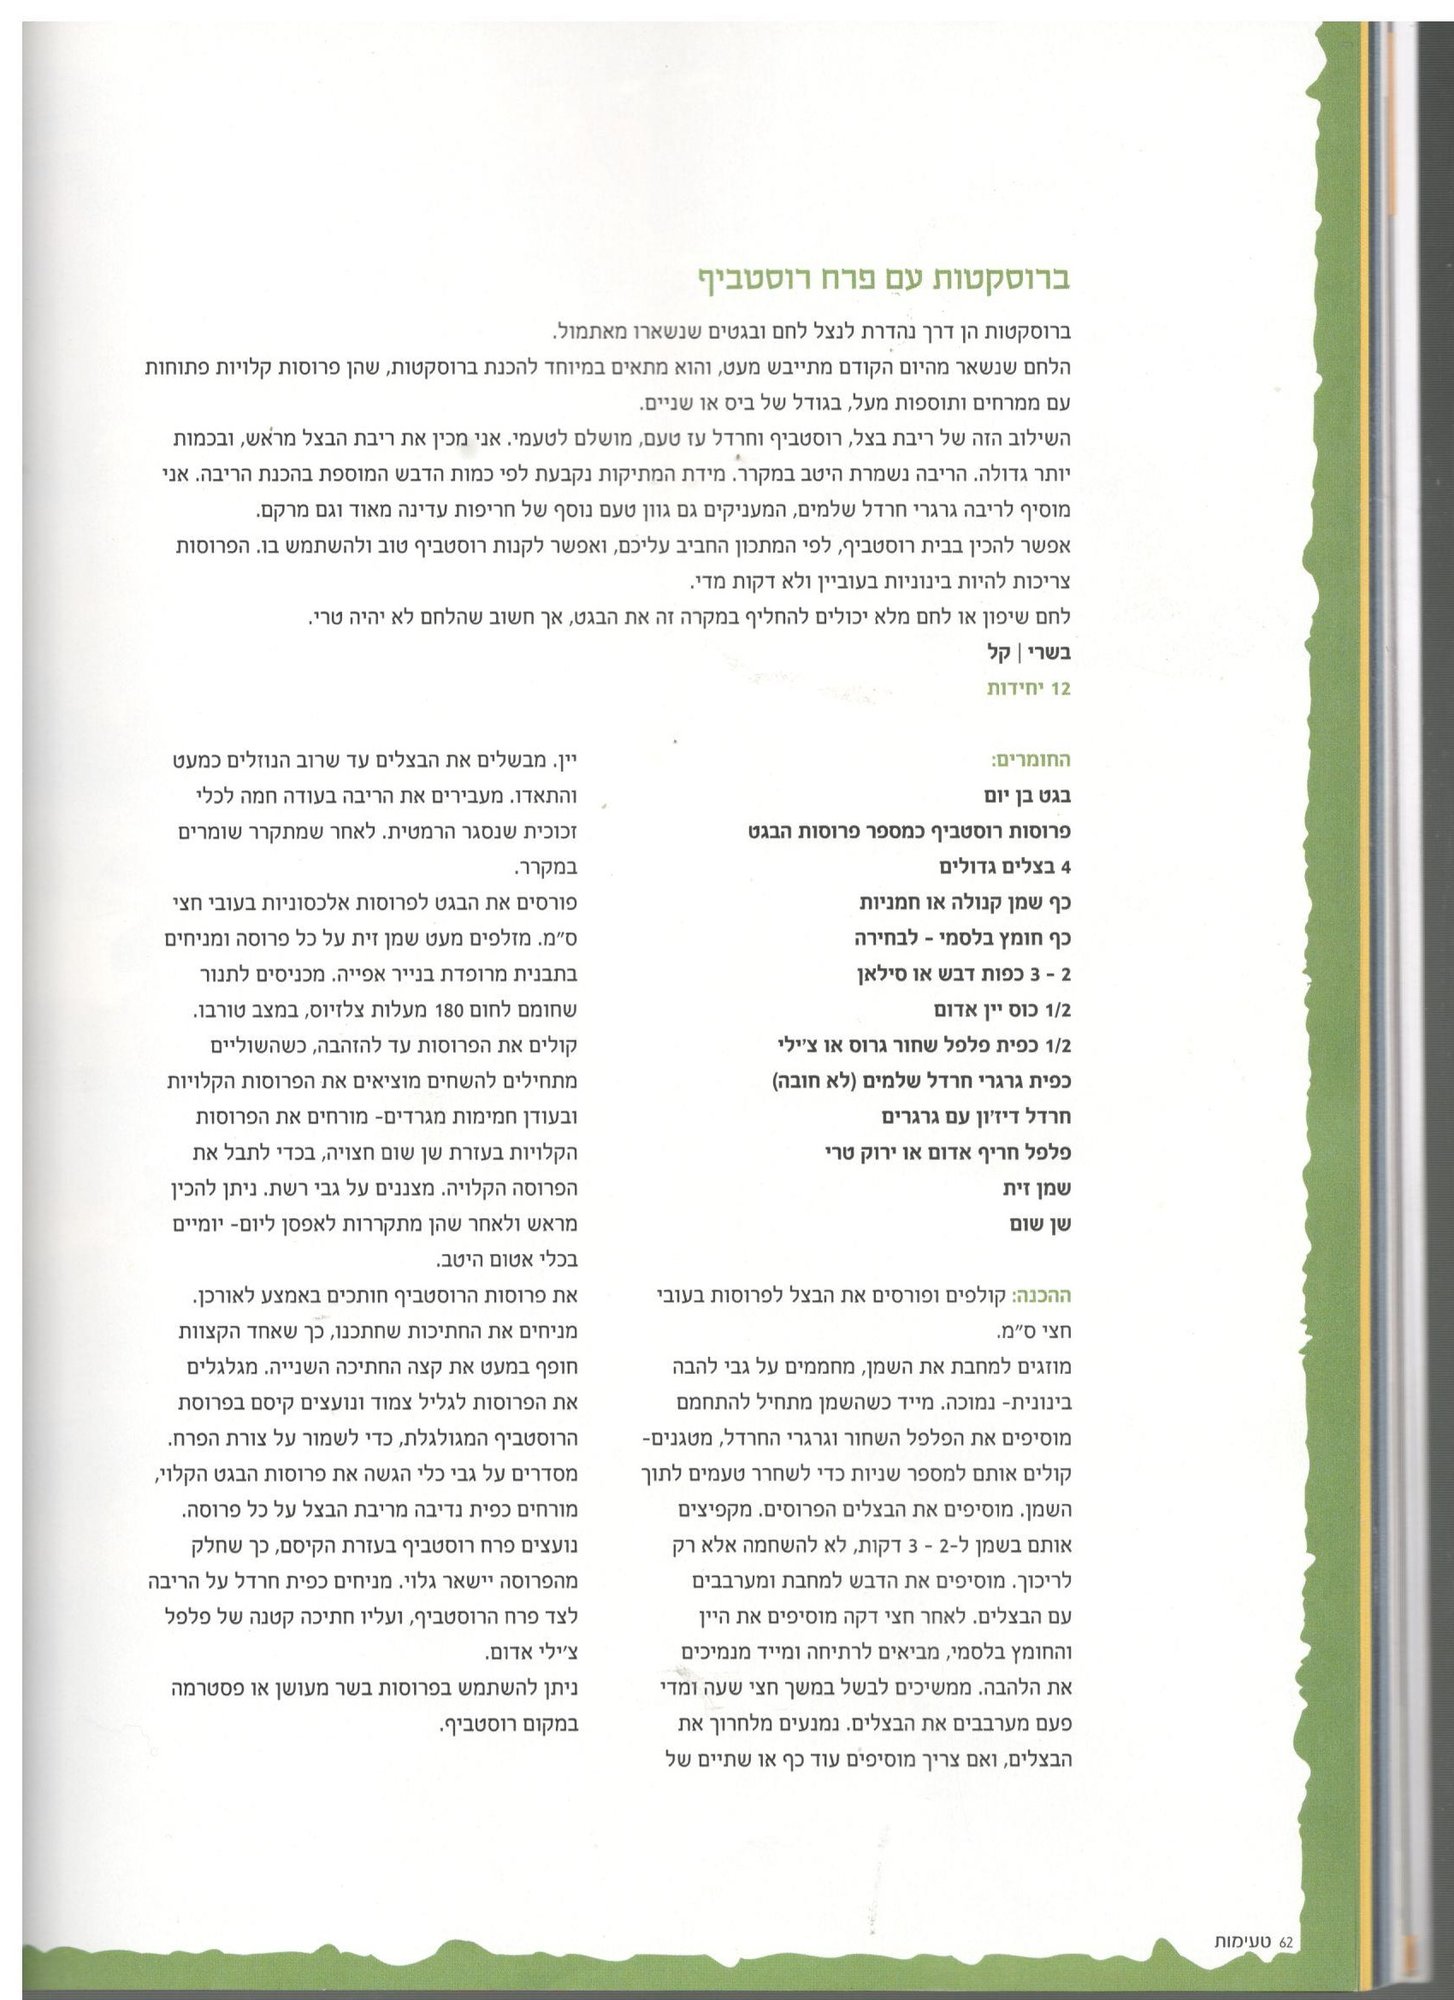 ברוסקטות עם פרח רוסטביף
ברוסקטות הן דרך נהדרת לנצל לחם ובגטים שנשארו מאתמול.
הלחם שנשאר מהיום הקודם מתייבש מעט, והוא מתאים במיוחד להכנת ברוסקטות, שהן פרוסות קלויות פתוחות
עם ממרחים ותוספות מעל, בגודל של ביס או שניים.
השילוב הזה של ריבת בצל, רוסטביף וחרדל עז טעם, מושלם לטעמי. אני מכין את ריבת הבצל מראש, ובכמות
יותר גדולה. הריבה נשמרת היטב במקרר. מידת המתיקות נקבעת לפי כמות הדבש המוספת בהכנת הריבה. אני
מוסיף לריבה גרגרי חרדל שלמים, המעניקים גם גוון טעם נוסף של חריפות עדינה מאוד וגם מרקם.
אפשר להכין בבית רוסטביף, לפי המתכון החביב עליכם, ואפשר לקנות רוסטביף טוב ולהשתמש בו. הפרוסות
צריכות להיות בינוניות בעוביין ולא דקות מדי.
לחם שיפון או לחם מלא יכולים להחליף במקרה זה את הבגט, אך חשוב שהלחם לא יהיה טרי.
בשרי | קל
12 יחידות
החומרים:
בגט בן יום
פרוסות רוסטביף כמספר פרוסות הבגט
4 בצלים גדולים
כף שמן קנולה או חמניות
כף חומץ בלסמי - לבחירה
2 - 3 כפות דבש או סילאן
1/2 כוס יין אדום
1/2 כפית פלפל שחור גרוס או צ'ילי
כפית גרגרי חרדל שלמים (לא חובה)
חרדל דיז'ון עם גרגרים
פלפל חריף אדום או ירוק טרי
שמן זית
שן שום
ההכנה: קולפים ופורסים את הבצל לפרוסות בעובי
חצי ס"מ.
מוזגים למחבת את השמן, מחממים על גבי להבה
בינונית- נמוכה. מייד כשהשמן מתחיל להתחמם
מוסיפים את הפלפל השחור וגרגרי החרדל, מטגנים-
קולים אותם למספר שניות כדי לשחרר טעמים לתוך
השמן. מוסיפים את הבצלים הפרוסים. מקפיצים
אותם בשמן ל-2 - 3 דקות, לא להשחמה אלא רק
לריכוך. מוסיפים את הדבש למחבת ומערבבים
עם הבצלים. לאחר חצי דקה מוסיפים את היין
והחומץ בלסמי, מביאים לרתיחה ומייד מנמיכים
את הלהבה. ממשיכים לבשל במשך חצי שעה ומדי
פעם מערבבים את הבצלים. נמנעים מלחרוך את
הבצלים, ואם צריך מוסיפים עוד כף או שתיים של
יין. מבשלים את הבצלים עד שרוב הנוזלים כמעט
והתאדו. מעבירים את הריבה בעודה חמה לכלי
זכוכית שנסגר הרמטית. לאחר שמתקרר שומרים
במקרר.
פורסים את הבגט לפרוסות אלכסוניות בעובי חצי
ס"מ. מזלפים מעט שמן זית על כל פרוסה ומניחים
בתבנית מרופדת בנייר אפייה. מכניסים לתנור
שחומם לחום 180 מעלות צלזיוס, במצב טורבו.
קולים את הפרוסות עד להזהבה, כשהשוליים
מתחילים להשחים מוציאים את הפרוסות הקלויות
ובעודן חמימות מגרדים- מורחים את הפרוסות
הקלויות בעזרת שן שום חצויה, בכדי לתבל את
הפרוסה הקלויה. מצננים על גבי רשת. ניתן להכין
מראש ולאחר שהן מתקררות לאפסן ליום- יומיים
בכלי אטום היטב.
את פרוסות הרוסטביף חותכים באמצע לאורכן.
מניחים את החתיכות שחתכנו, כך שאחד הקצוות
חופף במעט את קצה החתיכה השנייה. מגלגלים
את הפרוסות לגליל צמוד ונועצים קיסם בפרוסת
הרוסטביף המגולגלת, כדי לשמור על צורת הפרח.
מסדרים על גבי כלי הגשה את פרוסות הבגט הקלוי,
מורחים כפית נדיבה מריבת הבצל על כל פרוסה.
נועצים פרח רוסטביף בעזרת הקיסם, כך שחלק
מהפרוסה יישאר גלוי. מניחים כפית חרדל על הריבה
לצד פרח הרוסטביף, ועליו חתיכה קטנה של פלפל
צ'ילי אדום.
ניתן להשתמש בפרוסות בשר מעושן או פסטרמה
במקום רוסטביף.
62 טעימות